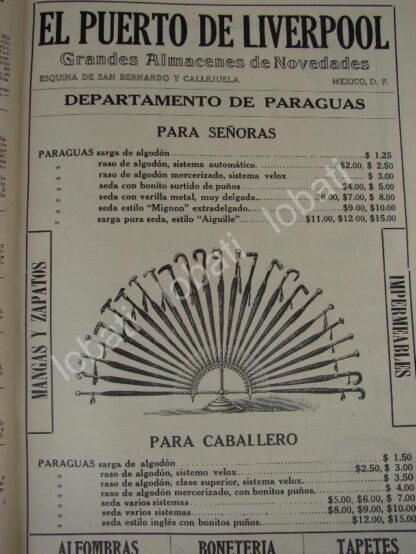 EL PUERTO DE LIVERPOOL
Grandes Almacenes de Novedades
ESQUINA DE SAN BERNARDO Y CALLEJUELA MEXICO, D. F.
DEPARTAMENTO DE PARAGUAS
PARA SEÑORAS
PARAGUAS sarga de algodón $ 1.25
„ raso de algodón, sistema automático. $2.00, $ 2.50
„ raso de algodón mercerizado, sistema velox $ 3.00
„ seda con bonito surtido de puños $4.00, $ 5.00
„ seda con varilla metal, muy delgada.. $6.00, $7.00, $ 8.00
„ seda estilo "Mignon" extradelgado. $9.00, $10.00
„ sarga pura seda, estilo "Aiguille" $11.00, $12.00, $15.00
MANGAS Y ZAPATOS
IMPERMEABLES
lobati lobati lobati lobati
PARA CABALLERO
PARAGUAS sarga de algodón $ 1.50
„ raso de algodón, sistemo velox $2.50, $ 3.00
„ raso de algodón, clase superior, sistema velox. $ 3.50
„ raso de algodón mercerizado, con bonitos puños. $ 4.00
„ seda varios sistemas $5.00, $6.00, $ 7.00
„ seda varios sistemas $8.00, $9.00, $10.00
„ seda estilo inglés con bonitos puños. $12.00, $15.00
ALFOMBRAS BONETERIA TAPETES